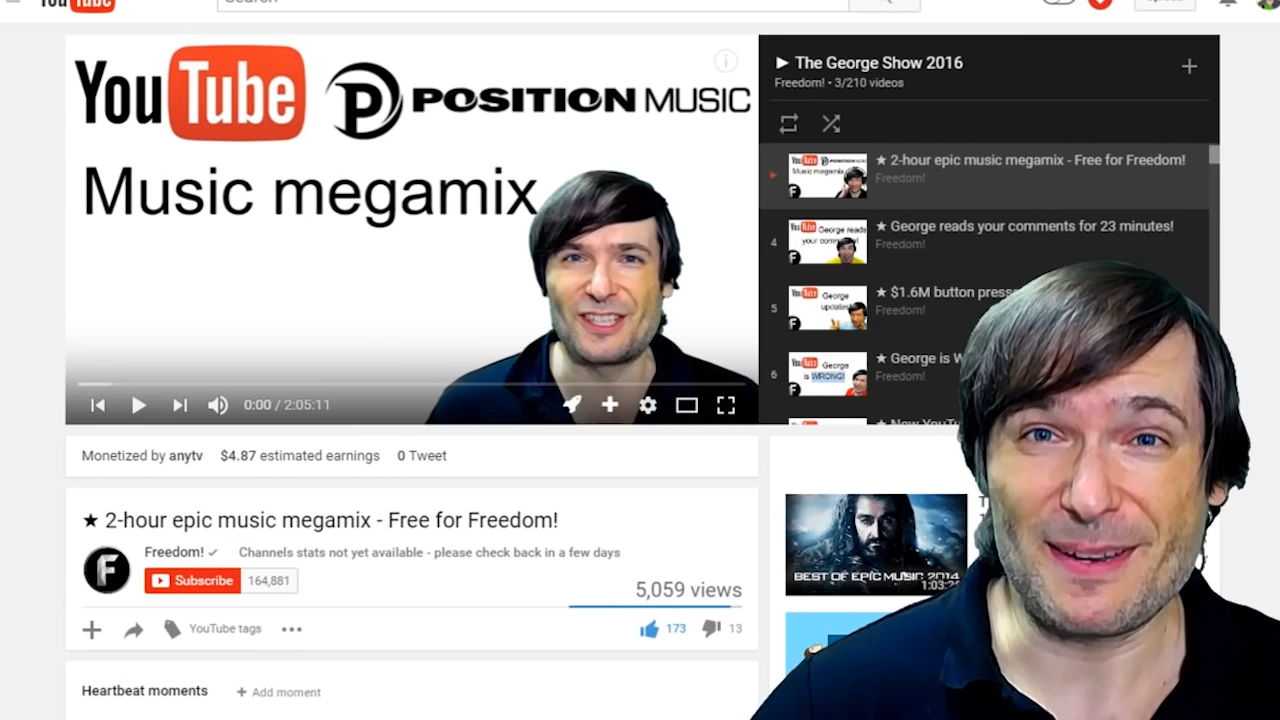 YouTube
Search
YouTube POSITION MUSIC
Music megamix
0:00 / 2:05:11
The George Show 2016
Freedom! • 3/210 videos
★ 2-hour epic music megamix - Free for Freedom!
Freedom!
4
★ George reads your comments for 23 minutes!
Freedom!
5
★ $1.6M button
Freedom!
6
★ George is
Freedom!
Monetized by anytv $4.87 estimated earnings 0 Tweet
★ 2-hour epic music megamix - Free for Freedom!
Freedom! Channels stats not yet available - please check back in a few days
Subscribe 164,881
5,059 views
YouTube tags
173 13
Heartbeat moments + Add moment
BEST OF EPIC MUSIC 2014